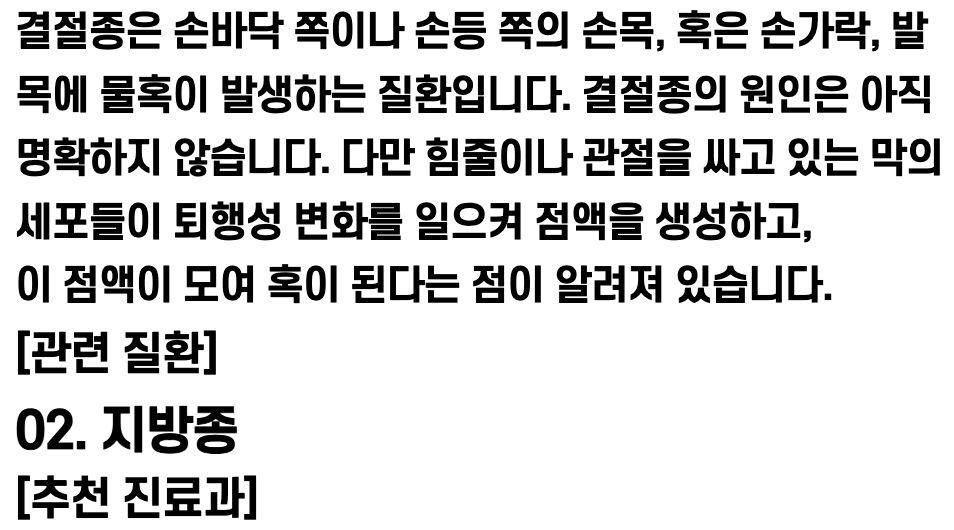 결절종은 손바닥 쪽이나 손등 쪽의 손목, 혹은 손가락, 발
목에 물혹이 발생하는 질환입니다. 결절종의 원인은 아직
명확하지 않습니다. 다만 힘줄이나 관절을 싸고 있는 막의
세포들이 퇴행성 변화를 일으켜 점액을 생성하고,
이 점액이 모여 혹이 된다는 점이 알려져 있습니다.
[관련 질환]
02. 지방종
[추천 진료과]